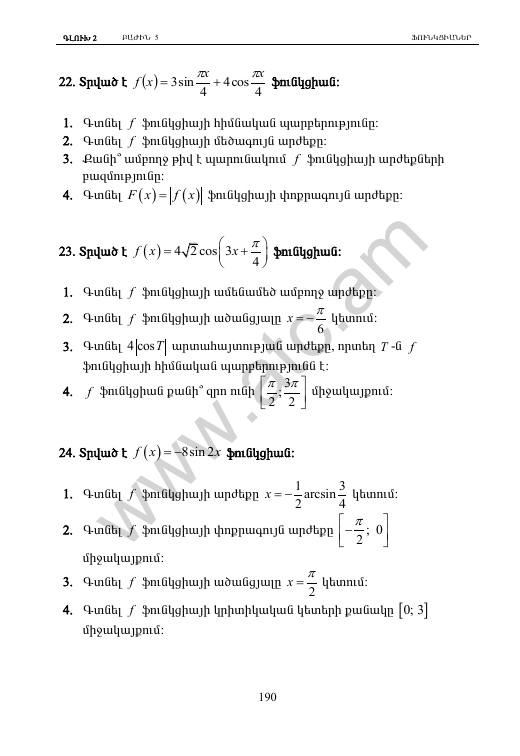 ԳԼՈՒԽ 2 ԲԱԺԻՆ 5 ՖՈՒՆԿՑԻԱՆԵՐ
22. Տրված է f(x) = 3sin πx/4 + 4cos πx/4 ֆունկցիան:
1. Գտնել f ֆունկցիայի հիմնական պարբերությունը:
2. Գտնել f ֆունկցիայի մեծագույն արժեքը:
3. Քանի՞ ամբողջ թիվ է պարունակում f ֆունկցիայի արժեքների
բազմությունը:
4. Գտնել F(x) = |f(x)| ֆունկցիայի փոքրագույն արժեքը:
23. Տրված է f(x) = 4√2cos(3x + π/4) ֆունկցիան:
1. Գտնել f ֆունկցիայի ամենամեծ ամբողջ արժեքը:
2. Գտնել f ֆունկցիայի ածանցյալը x = −π/6 կետում:
3. Գտնել 4|cosT| արտահայտության արժեքը, որտեղ T -ն f
ֆունկցիայի հիմնական պարբերությունն է:
4. f ֆունկցիան քանի՞ զրո ունի [π/2; 3π/2] միջակայքում:
24. Տրված է f(x) = −8sin2x ֆունկցիան:
1. Գտնել f ֆունկցիայի արժեքը x = −1/2 arcsin 3/4 կետում:
2. Գտնել f ֆունկցիայի փոքրագույն արժեքը [−π/2; 0]
միջակայքում:
3. Գտնել f ֆունկցիայի ածանցյալը x = π/2 կետում:
4. Գտնել f ֆունկցիայի կրիտիկական կետերի քանակը [0; 3]
միջակայքում:
190
www.atc.am